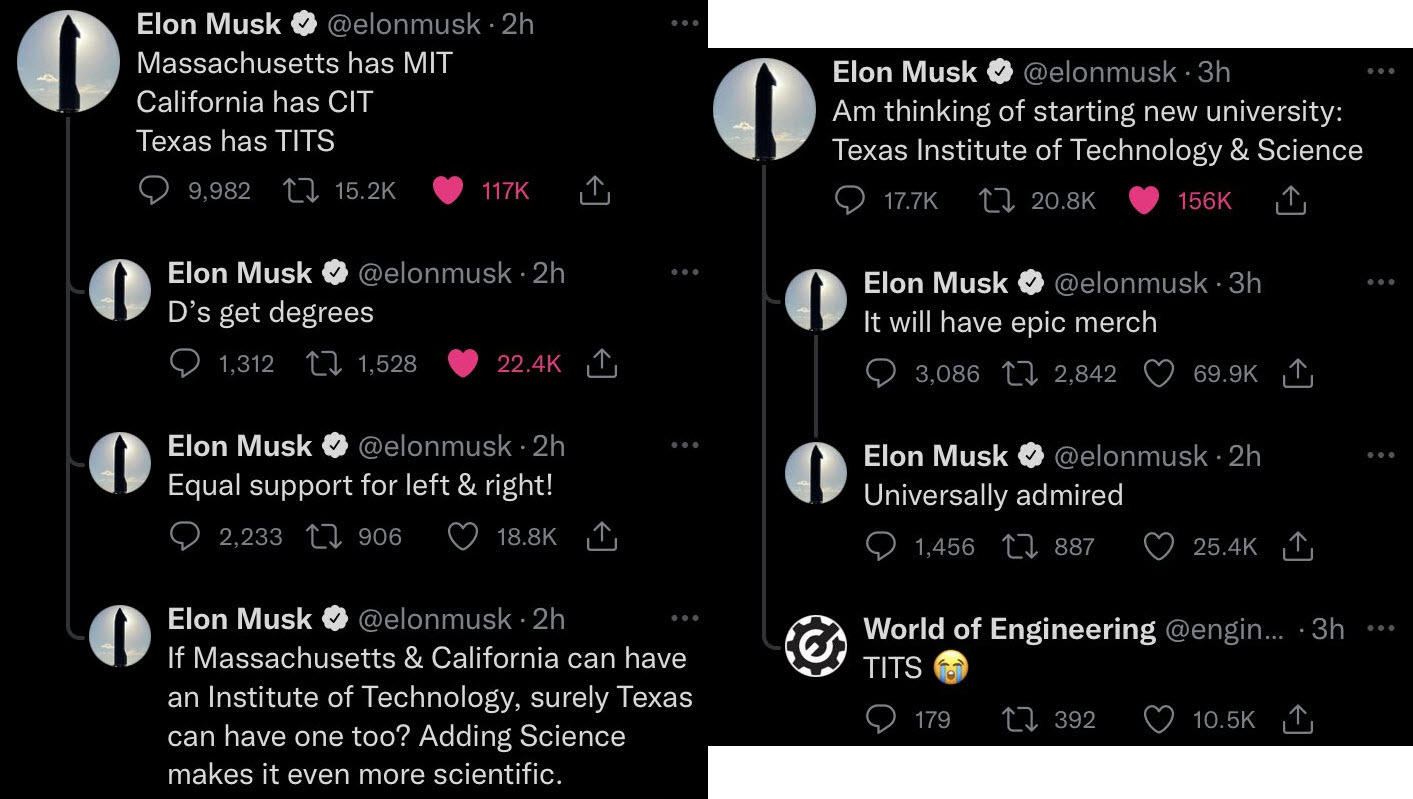 Elon Musk @elonmusk · 2h
Massachusetts has MIT
California has CIT
Texas has TITS
9,982 15.2K 117K
Elon Musk @elonmusk · 2h
D's get degrees
1,312 1,528 22.4K
Elon Musk @elonmusk · 2h
Equal support for left & right!
2,233 906 18.8K
Elon Musk @elonmusk · 2h
If Massachusetts & California can have
an Institute of Technology, surely Texas
can have one too? Adding Science
makes it even more scientific.
Elon Musk @elonmusk · 3h
Am thinking of starting new university:
Texas Institute of Technology & Science
17.7K 20.8K 156K
Elon Musk @elonmusk · 3h
It will have epic merch
3,086 2,842 69.9K
Elon Musk @elonmusk · 2h
Universally admired
1,456 887 25.4K
World of Engineering @engin... · 3h
TITS 😭
179 392 10.5K